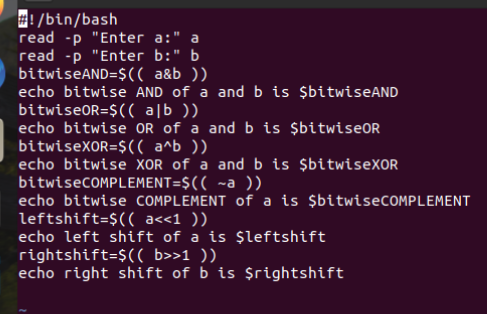 #!/bin/bash
read -p "Enter a:" a
read -p "Enter b:" b
bitwiseAND=$(( a&b ))
echo bitwise AND of a and b is $bitwiseAND
bitwiseOR=$(( a|b ))
echo bitwise OR of a and b is $bitwiseOR
bitwiseXOR=$(( a^b ))
echo bitwise XOR of a and b is $bitwiseXOR
bitwiseCOMPLEMENT=$(( ~a ))
echo bitwise COMPLEMENT of a is $bitwiseCOMPLEMENT
leftshift=$(( a<<1 ))
echo left shift of a is $leftshift
rightshift=$(( b>>1 ))
echo right shift of b is $rightshift
~